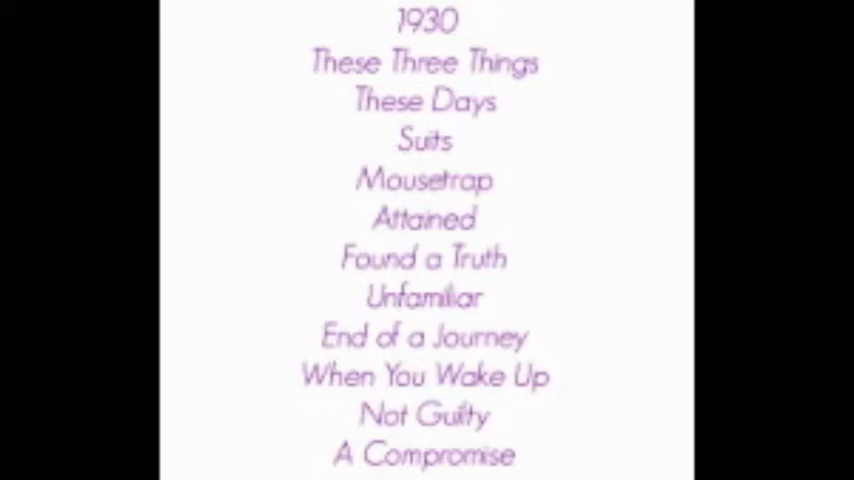 1930
These Three Things
These Days
Suits
Mousetrap
Attained
Found a Truth
Unfamiliar
End of a Journey
When You Wake Up
Not Guilty
A Compromise